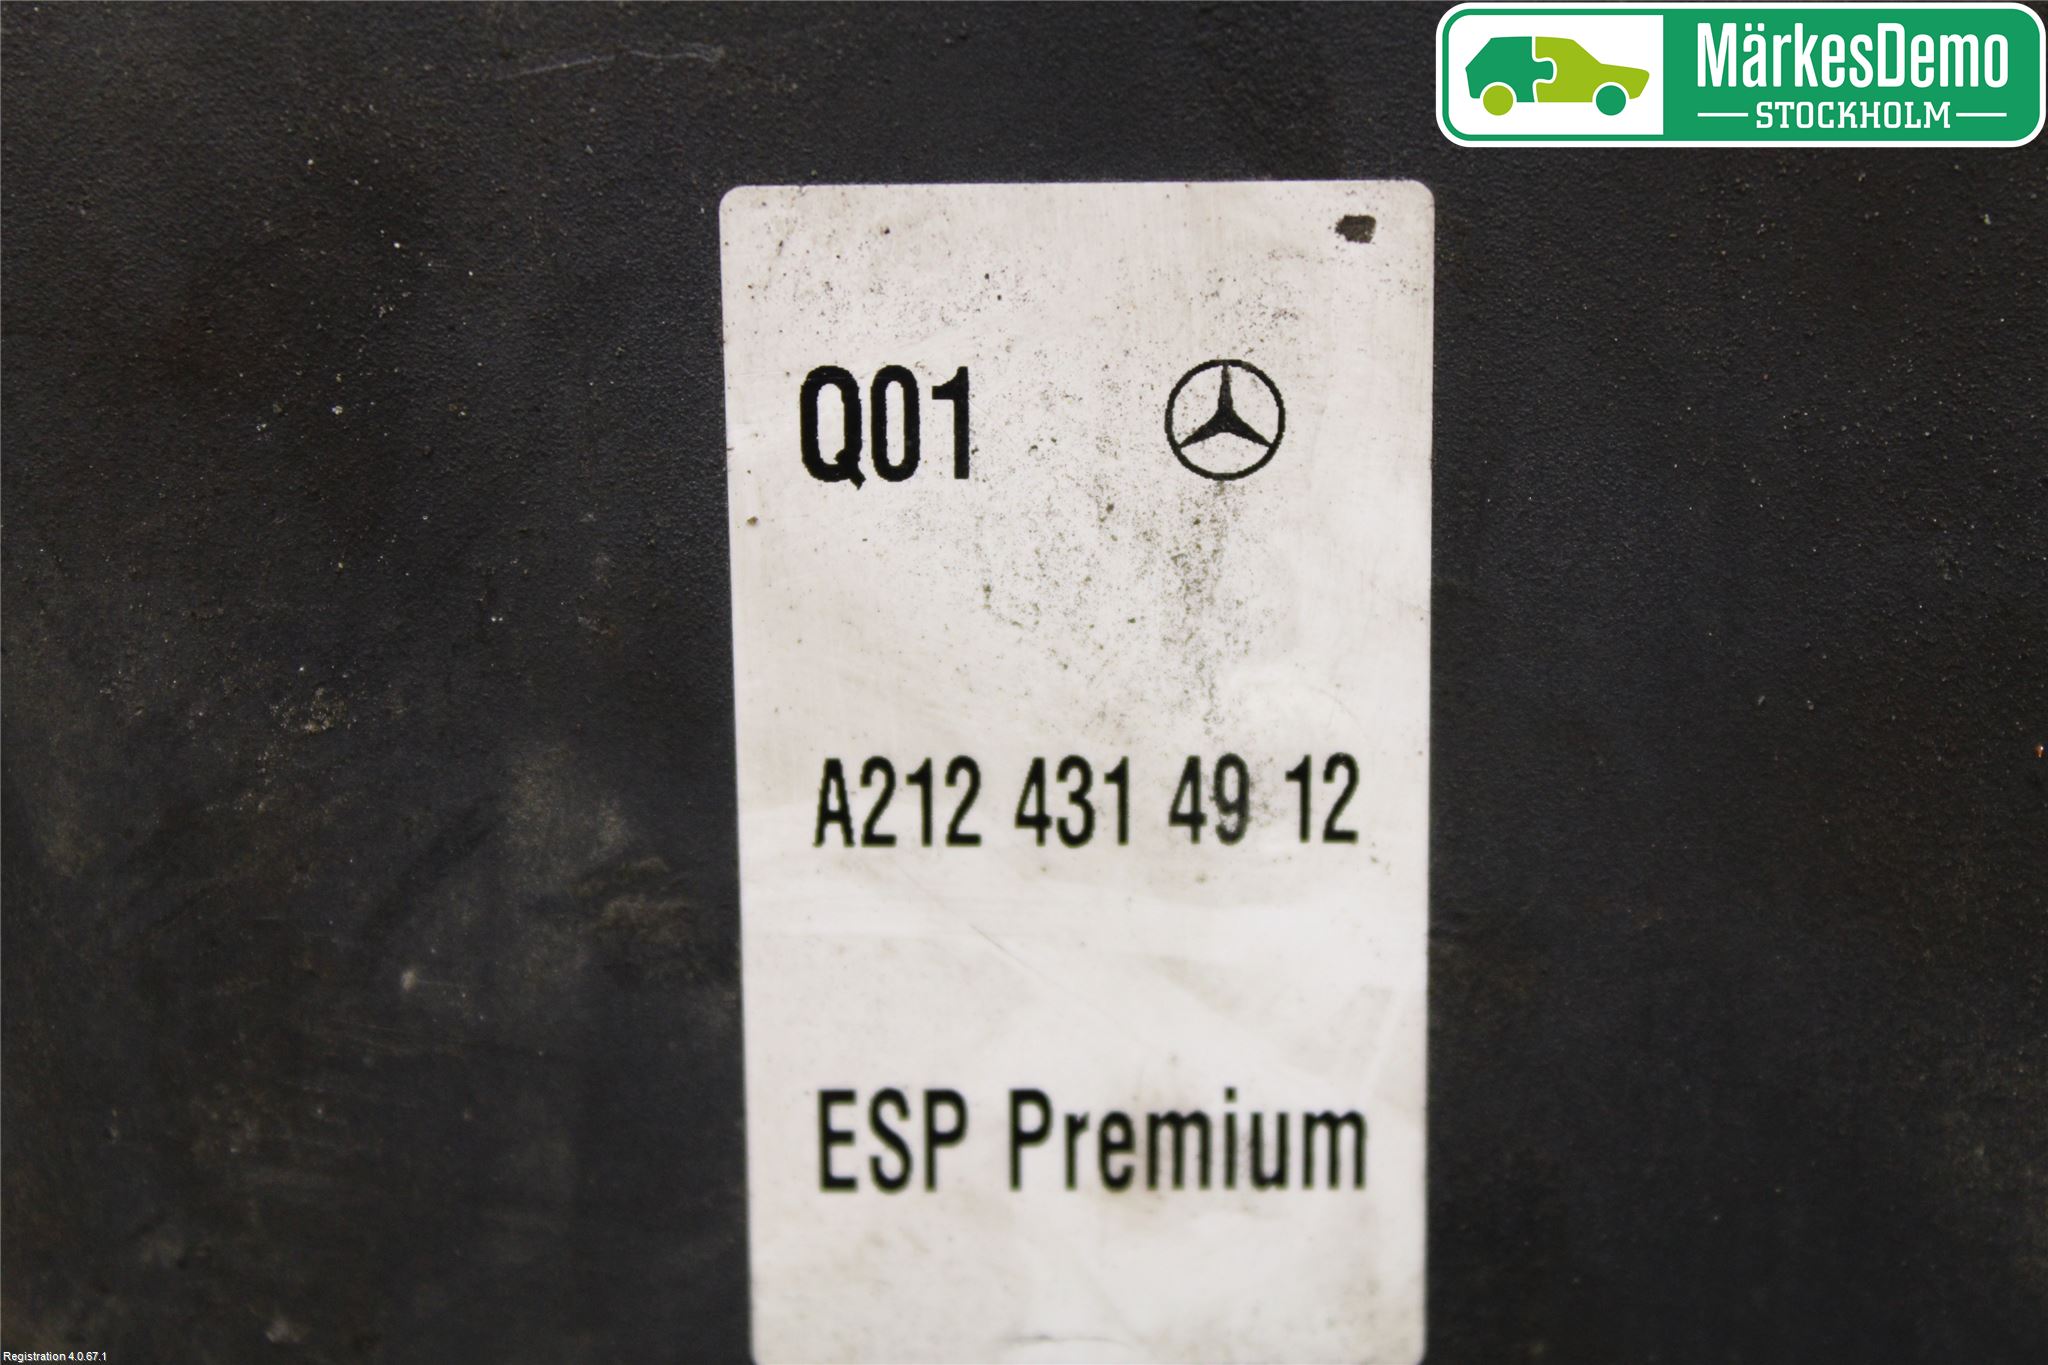 MärkesDemo
STOCKHOLM
Q01
A212 431 49 12
ESP Premium
Registration 4.0.67.1